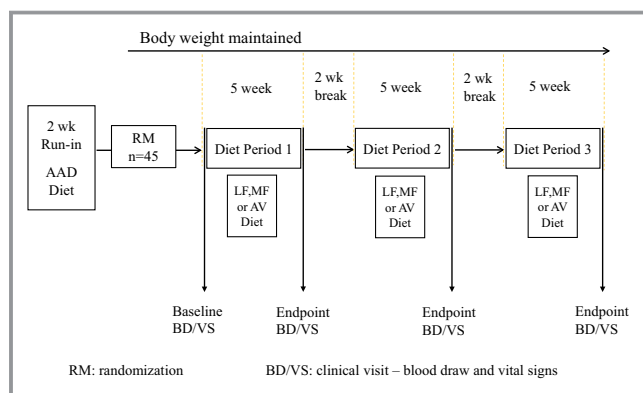 Body weight maintained
5 week
2 wk
break
5 week
2 wk
break
5 week
2 wk
Run-in
AAD
Diet
RM
n=45
Diet Period 1
Diet Period 2
Diet Period 3
LF,MF
or AV
Diet
LF,MF
or AV
Diet
LF,MF
or AV
Diet
Baseline
BD/VS
Endpoint
BD/VS
Endpoint
BD/VS
Endpoint
BD/VS
RM: randomization
BD/VS: clinical visit – blood draw and vital signs